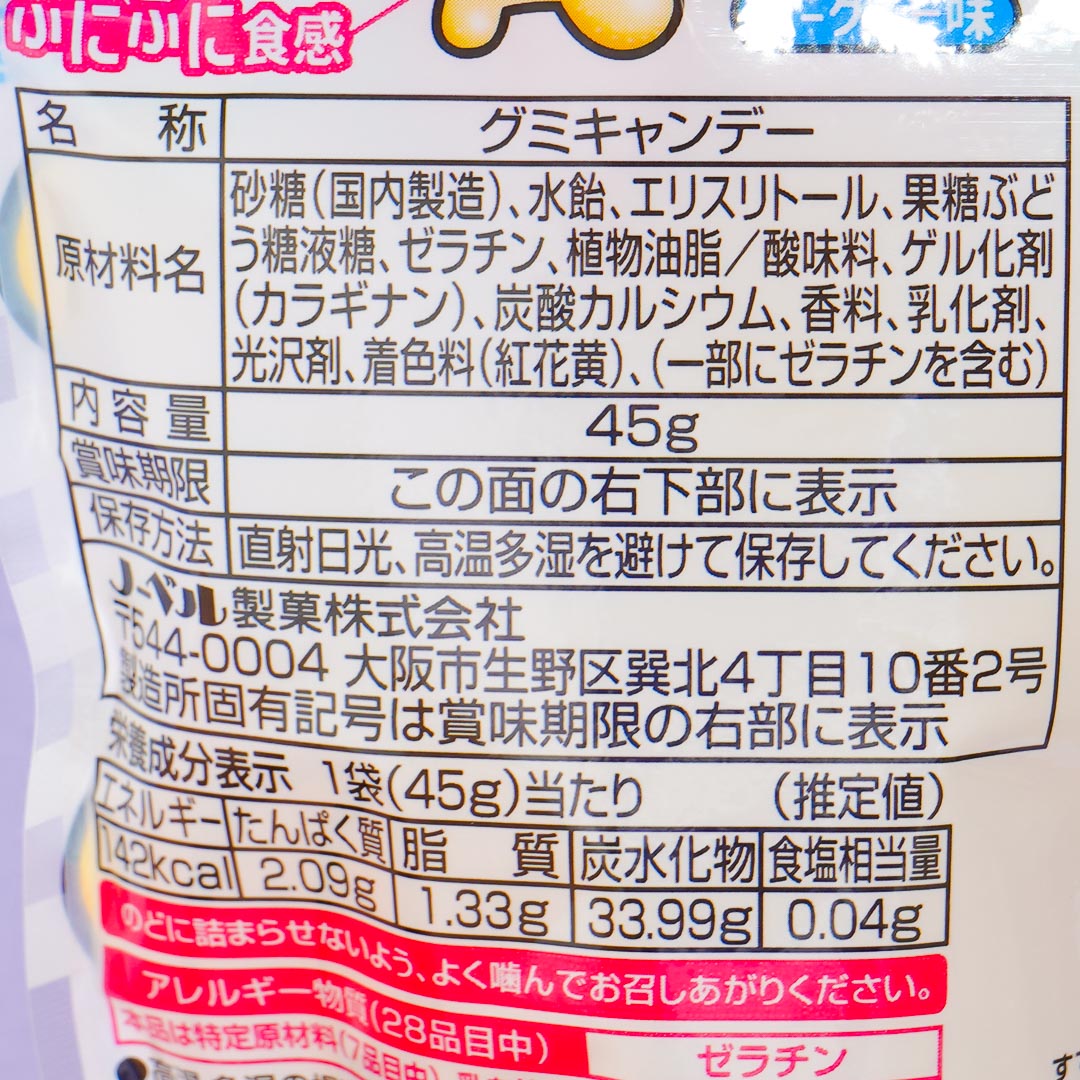 ふにふに食感
味
名 称 グミキャンデー
原材料名
砂糖(国内製造)、水飴、エリスリトール、果糖ぶど
う糖液糖、ゼラチン、植物油脂/酸味料、ゲル化剤
(カラギナン)、炭酸カルシウム、香料、乳化剤、
光沢剤、着色料(紅花黄)、(一部にゼラチンを含む)
内容量 45g
賞味期限 この面の右下部に表示
保存方法 直射日光、高温多湿を避けて保存してください。
ノーベル製菓株式会社
〒544-0004 大阪市生野区巽北4丁目10番2号
製造所固有記号は賞味期限の右部に表示
栄養成分表示 1袋(45g)当たり (推定値)
エネルギー たんぱく質 脂 質 炭水化物 食塩相当量
142kcal 2.09g 1.33g 33.99g 0.04g
のどに詰まらせないよう、よく噛んでお召しあがりください。
アレルギー物質(28品目中)
ゼラチン
本品は特定原材料(7品目中)